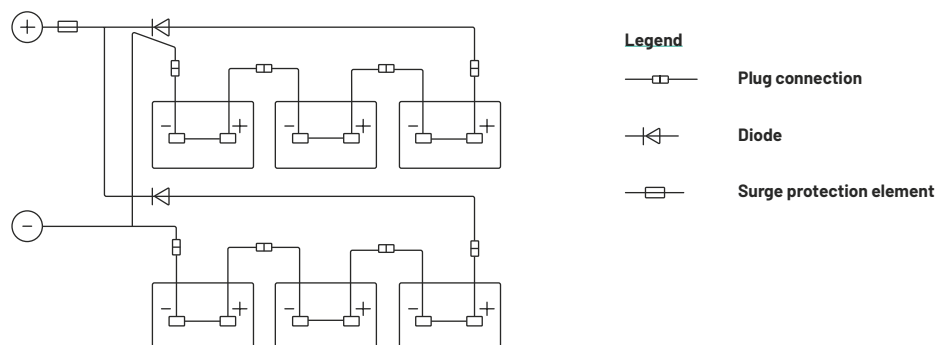 Legend
Plug connection
Diode
Surge protection element
+
-
- +
- +
- +
- +
- +
- +